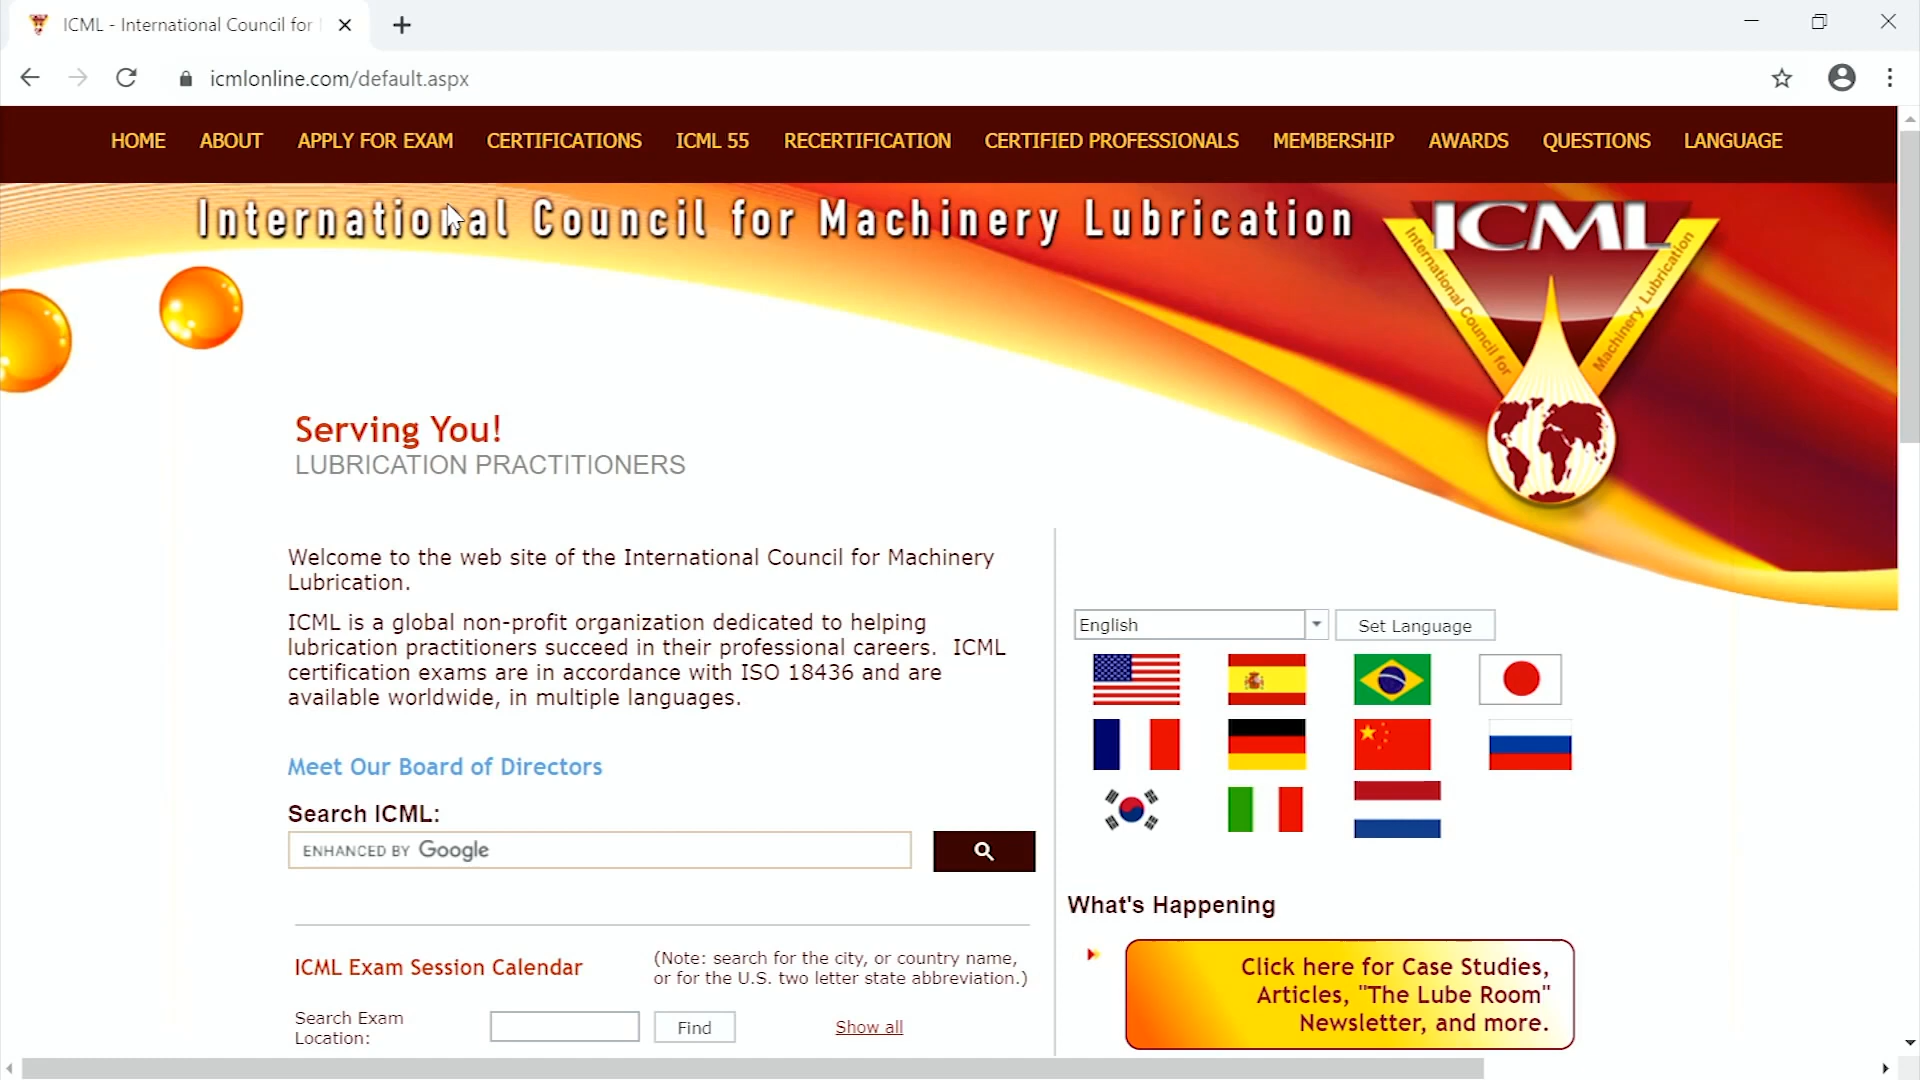 ICML - International Council for
icmlonline.com/default.aspx
HOME ABOUT APPLY FOR EXAM CERTIFICATIONS ICML 55 RECERTIFICATION CERTIFIED PROFESSIONALS MEMBERSHIP AWARDS QUESTIONS LANGUAGE
International Council for Machinery Lubrication
ICML
International Council for
Machinery Lubrication
Serving You!
LUBRICATION PRACTITIONERS
Welcome to the web site of the International Council for Machinery
Lubrication.
ICML is a global non-profit organization dedicated to helping
lubrication practitioners succeed in their professional careers. ICML
certification exams are in accordance with ISO 18436 and are
available worldwide, in multiple languages.
Meet Our Board of Directors
Search ICML:
ENHANCED BY Google
ICML Exam Session Calendar
(Note: search for the city, or country name,
or for the U.S. two letter state abbreviation.)
Search Exam
Location:
Find
Show all
English
Set Language
What's Happening
Click here for Case Studies,
Articles, "The Lube Room"
Newsletter, and more.